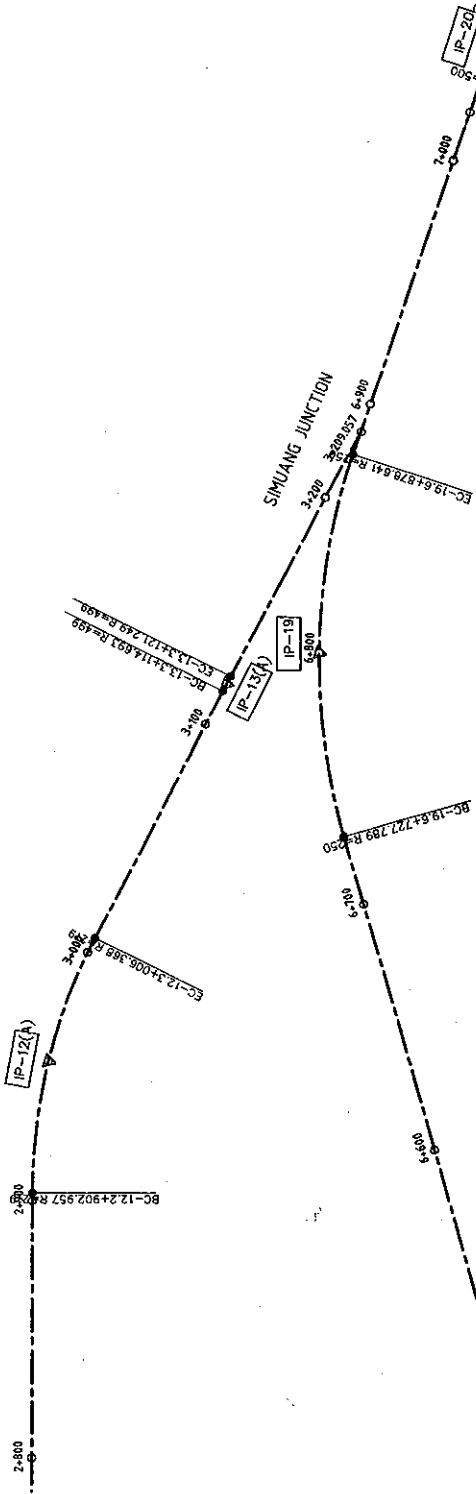 2+800
BC-12.2+902.957
IP-12(A)
3+000
EC-12.3+006.368
3+100
BC-13.3+114.693 R=499
EC-13.3+121.249 R=499
IP-13(A)
SIMUANG JUNCTION
3+200
3+209.057
6+600
6+700
BC-19.6+727.789 R=250
IP-19
6+800
EC-19.6+878.641
6+900
7+000
IP-20